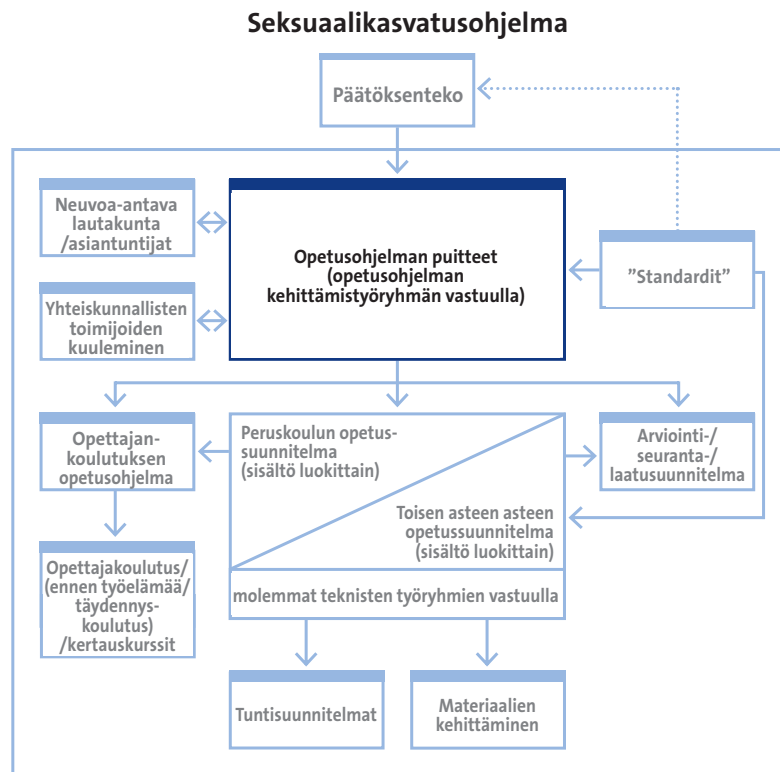 Seksuaalikasvatusohjelma
Päätöksenteko
Neuvoa-antava
lautakunta
/asiantuntijat
Opetusohjelman puitteet
(opetusohjelman
kehittämistyöryhmän vastuulla)
”Standardit”
Yhteiskunnallisten
toimijoiden
kuuleminen
Opettajan-
koulutuksen
opetusohjelma
Peruskoulun opetus-
suunnitelma
(sisältö luokittain)
Toisen asteen asteen
opetussuunnitelma
(sisältö luokittain)
Arviointi-/
seuranta-/
laatusuunnitelma
Opettajakoulutus/
(ennen työelämää/
täydennys-
koulutus)
/kertauskurssit
molemmat teknisten työryhmien vastuulla
Tuntisuunnitelmat
Materiaalien
kehittäminen